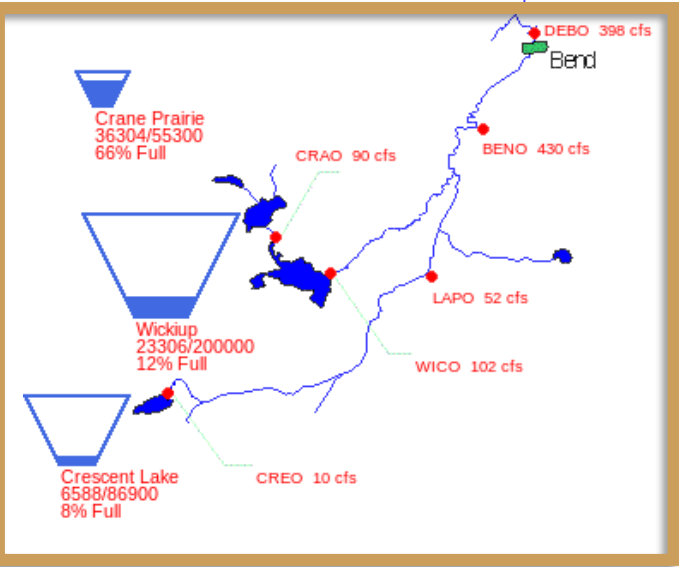 DEBO 398 cfs
Bend
Crane Prairie
36304/55300
66% Full
CRAO 90 cfs
BENO 430 cfs
LAPO 52 cfs
Wickiup
23306/200000
12% Full
WICO 102 cfs
Crescent Lake
6588/86900
8% Full
CREO 10 cfs